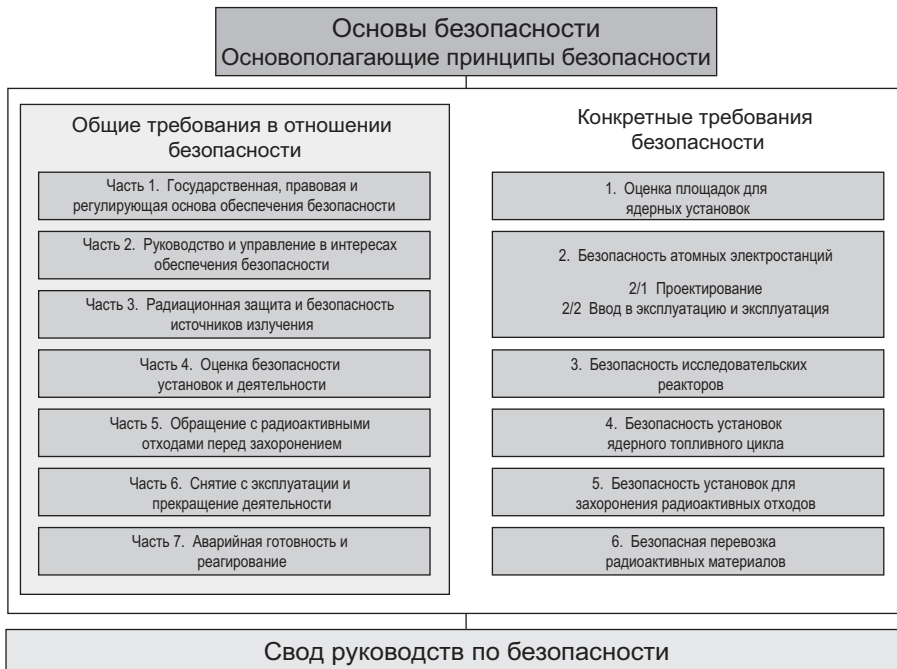 Основы безопасности
Основополагающие принципы безопасности
Общие требования в отношении
безопасности
Часть 1. Государственная, правовая и
регулирующая основа обеспечения безопасности
Часть 2. Руководство и управление в интересах
обеспечения безопасности
Часть 3. Радиационная защита и безопасность
источников излучения
Часть 4. Оценка безопасности
установок и деятельности
Часть 5. Обращение с радиоактивными
отходами перед захоронением
Часть 6. Снятие с эксплуатации и
прекращение деятельности
Часть 7. Аварийная готовность и
реагирование
Конкретные требования
безопасности
1. Оценка площадок для
ядерных установок
2. Безопасность атомных электростанций
2/1 Проектирование
2/2 Ввод в эксплуатацию и эксплуатация
3. Безопасность исследовательских
реакторов
4. Безопасность установок
ядерного топливного цикла
5. Безопасность установок для
захоронения радиоактивных отходов
6. Безопасная перевозка
радиоактивных материалов
Свод руководств по безопасности